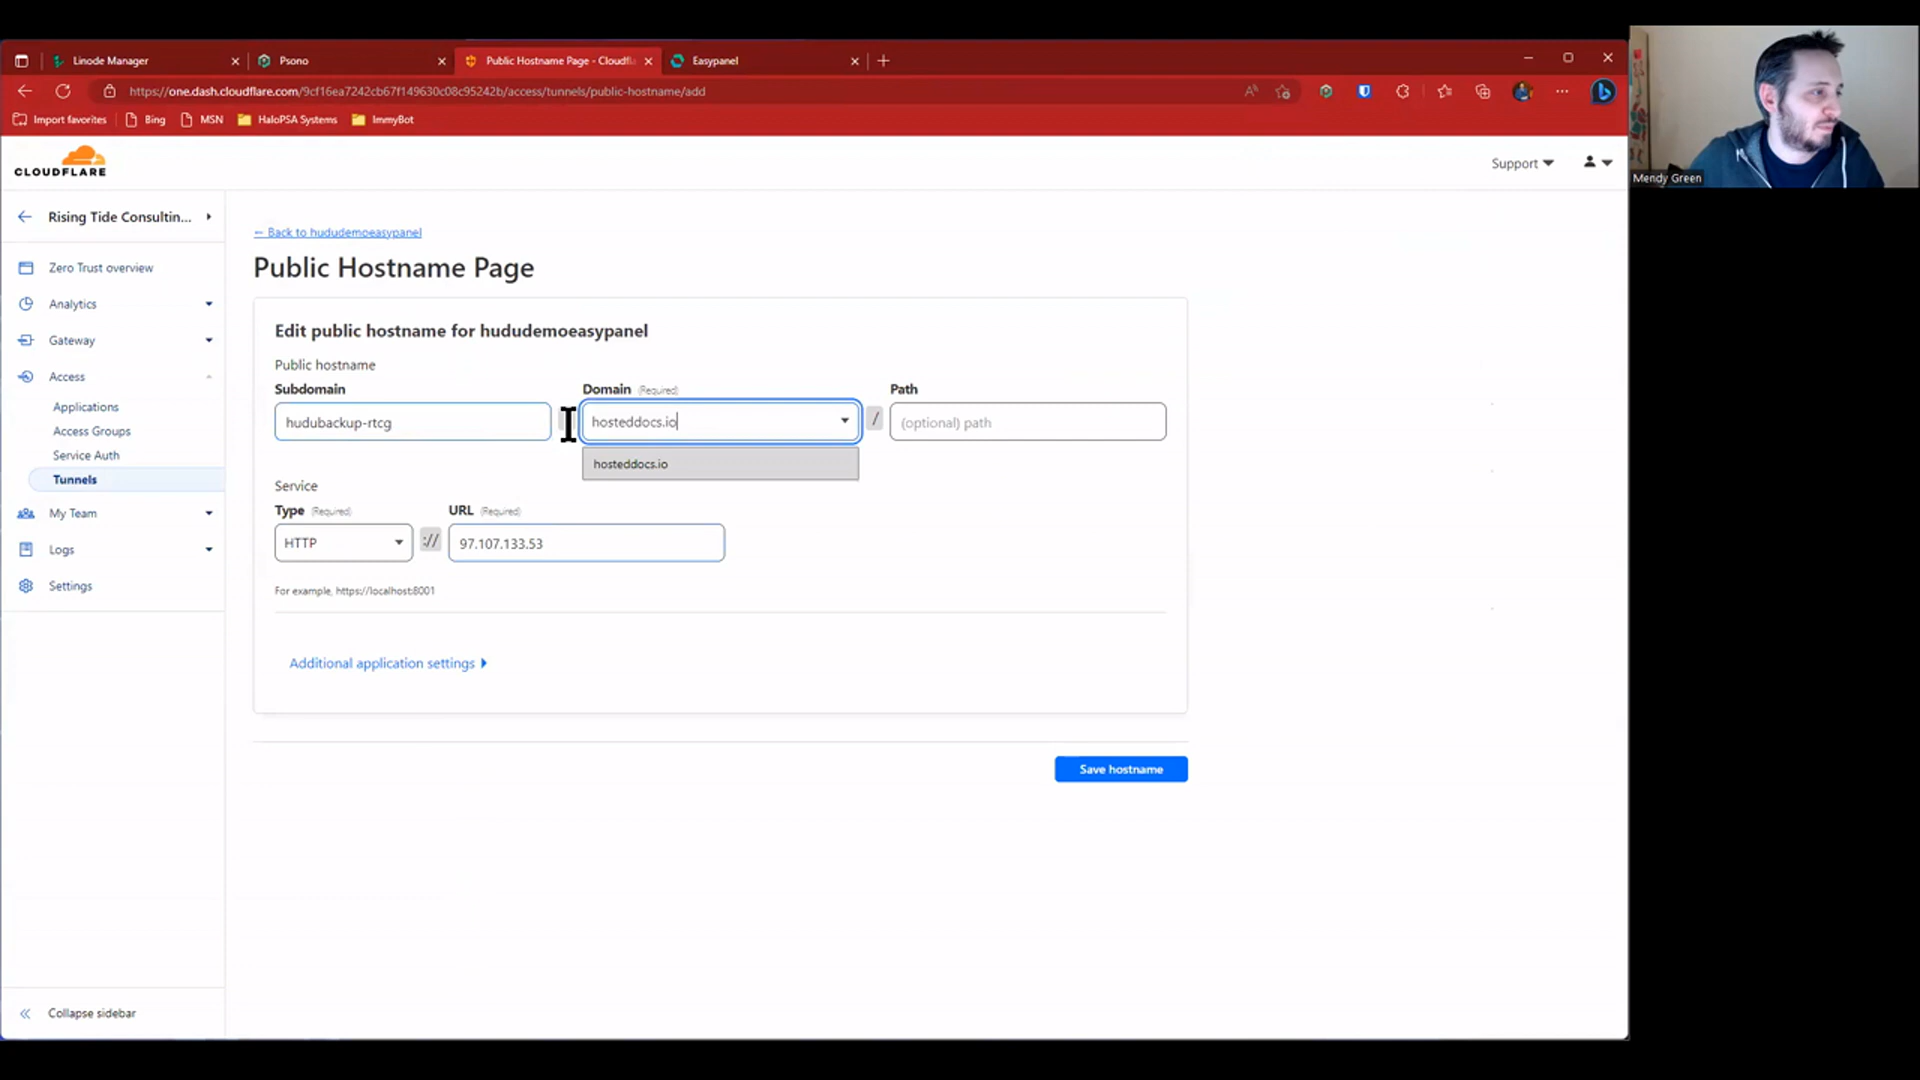 Linode Manager
Psono
Public Hostname Page - Cloudfl
Easypanel
https://one.dash.cloudflare.com/9cf16ea7242cb67f149630c08c95242b/access/tunnels/public-hostname/add
Import favorites
Bing
MSN
HaloPSA Systems
ImmyBot
CLOUDFLARE
Support
Mendy Green
Rising Tide Consultin...
Zero Trust overview
Analytics
Gateway
Access
Applications
Access Groups
Service Auth
Tunnels
My Team
Logs
Settings
Collapse sidebar
← Back to hududemoeasypanel
Public Hostname Page
Edit public hostname for hududemoeasypanel
Public hostname
Subdomain
Domain (Required)
Path
hudubackup-rtcg
hosteddocs.io
/
(optional) path
hosteddocs.io
Service
Type (Required)
URL (Required)
HTTP
://
97.107.133.53
For example, https://localhost:8001
Additional application settings
Save hostname